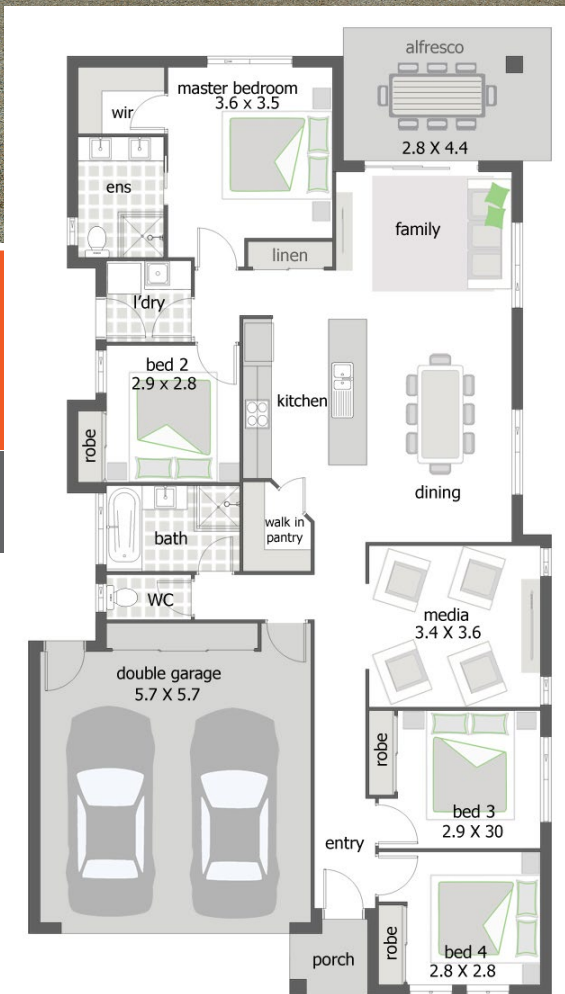 alfresco
2.8 X 4.4
master bedroom
3.6 x 3.5
wir
ens
family
linen
l'dry
bed 2
2.9 x 2.8
robe
kitchen
dining
walk in
pantry
bath
WC
media
3.4 X 3.6
double garage
5.7 X 5.7
robe
bed 3
2.9 X 30
entry
porch
robe
bed 4
2.8 X 2.8